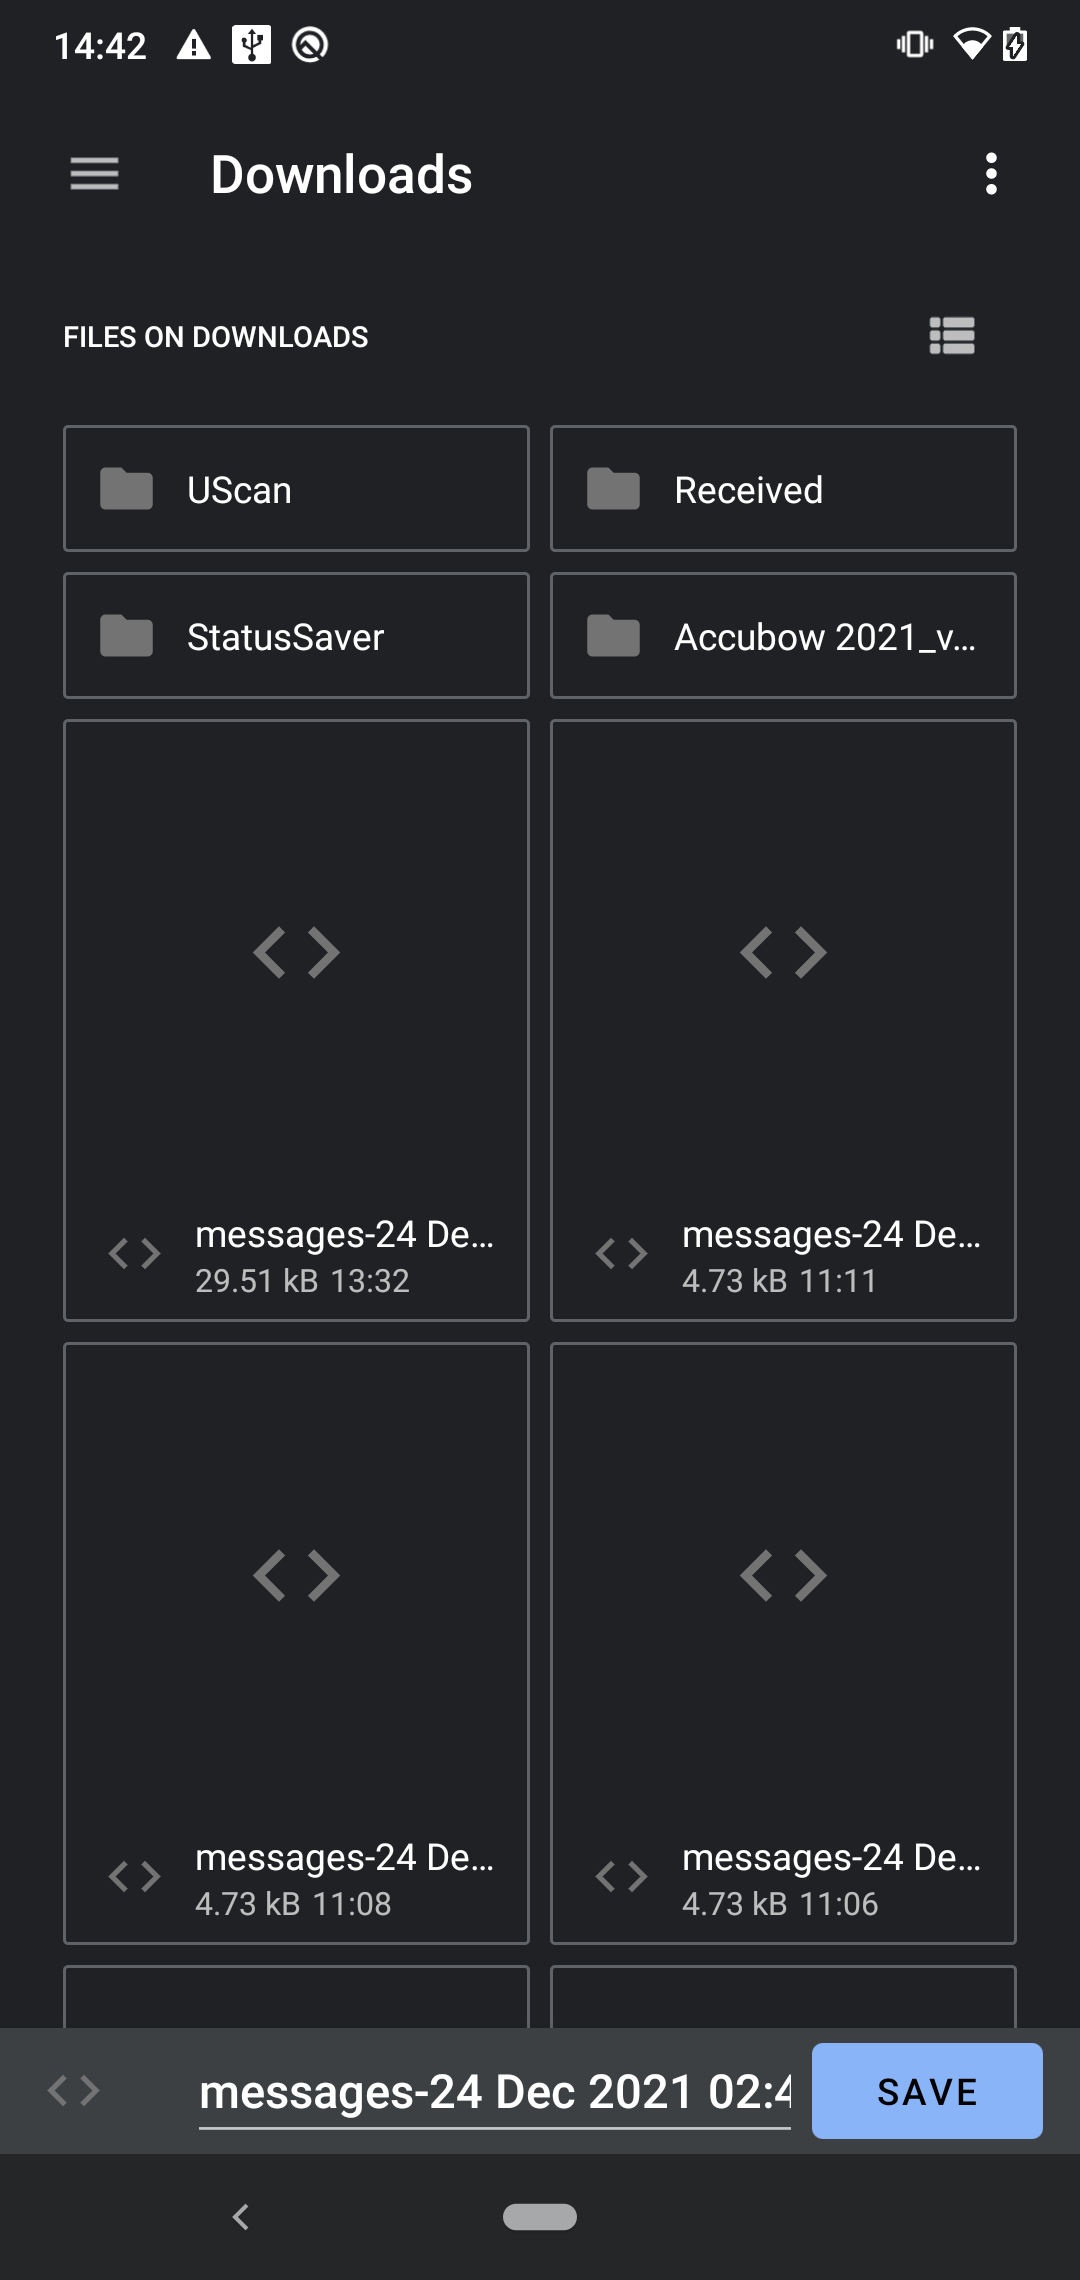 14:42
Downloads
FILES ON DOWNLOADS
UScan
Received
StatusSaver
Accubow 2021_v...
messages-24 De...
29.51 kB 13:32
messages-24 De...
4.73 kB 11:11
messages-24 De...
4.73 kB 11:08
messages-24 De...
4.73 kB 11:06
messages-24 Dec 2021 02:4
SAVE